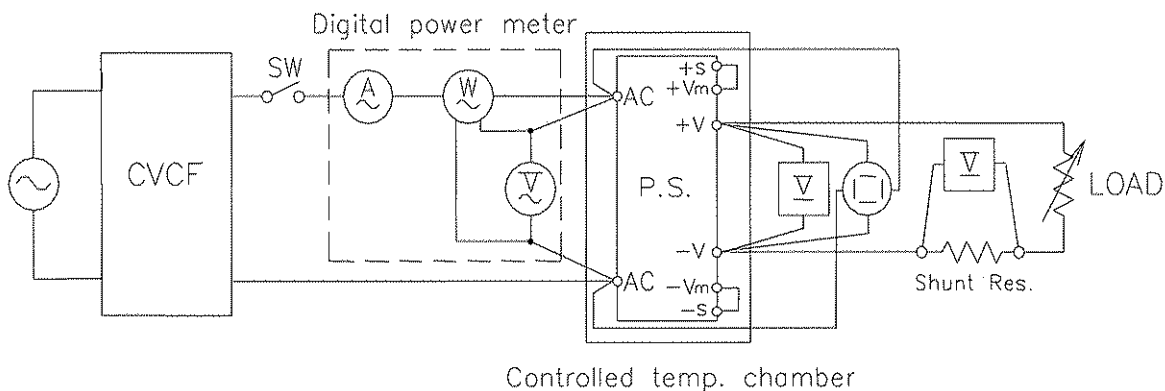 Digital power meter
SW
CVCF
A
W
V
AC
AC
P.S.
+S
+Vm
+V
-V
-Vm
-S
V
V
LOAD
Shunt Res.
Controlled temp. chamber